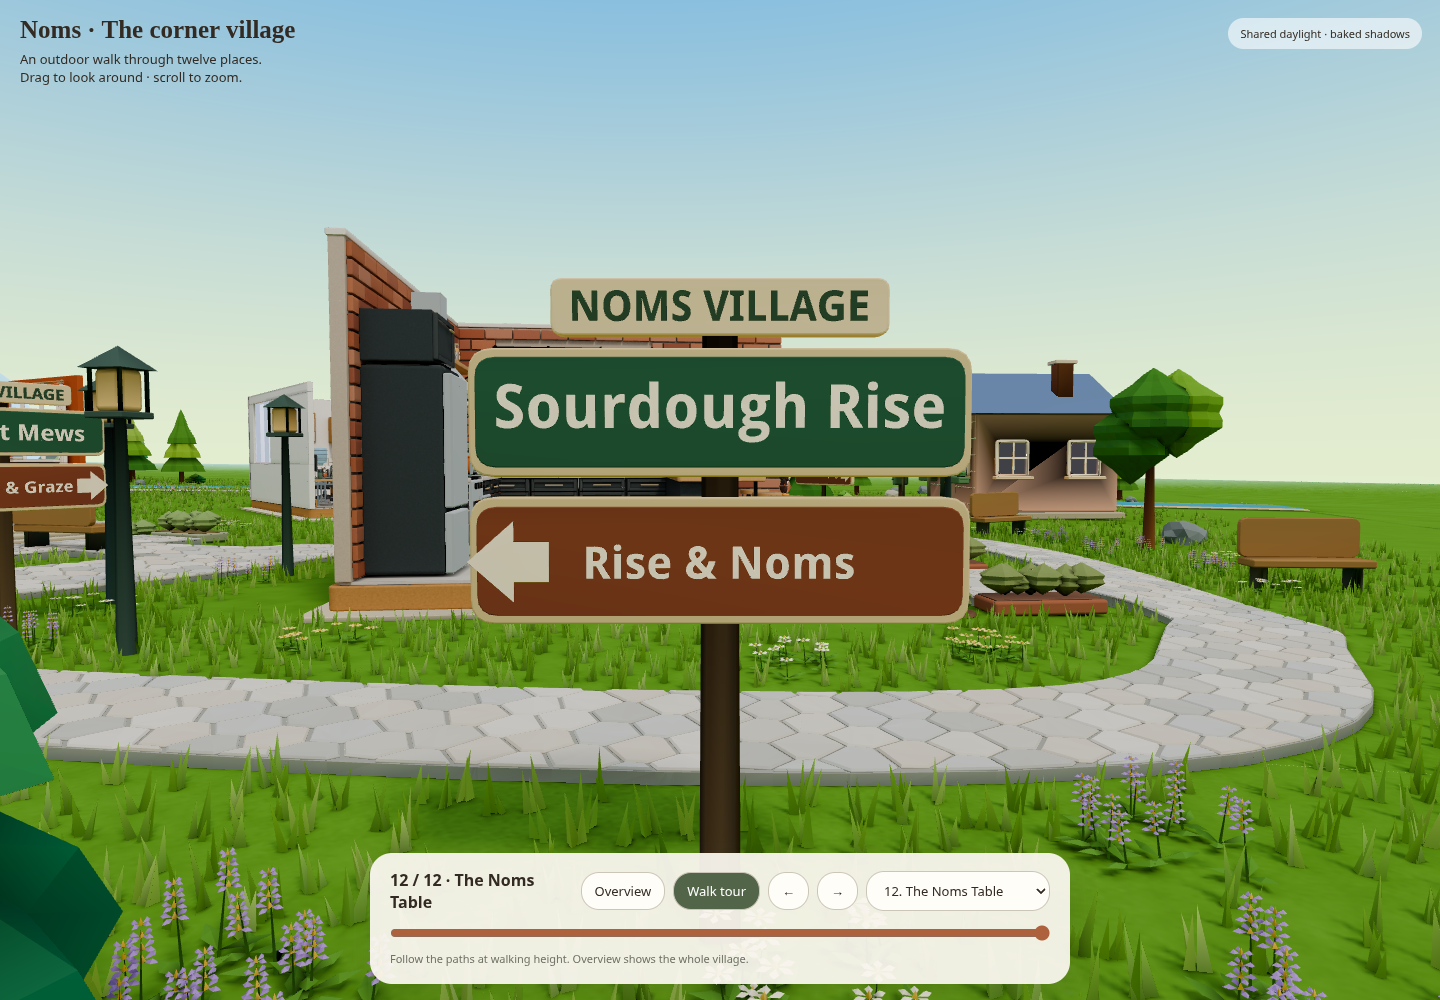 Noms · The corner village
An outdoor walk through twelve places.
Drag to look around · scroll to zoom.
Shared daylight · baked shadows
NOMS VILLAGE
Sourdough Rise
Rise & Noms
VILLAGE
t Mews
& Graze
12 / 12 · The Noms
Table
Overview
Walk tour
←
→
12. The Noms Table
Follow the paths at walking height. Overview shows the whole village.